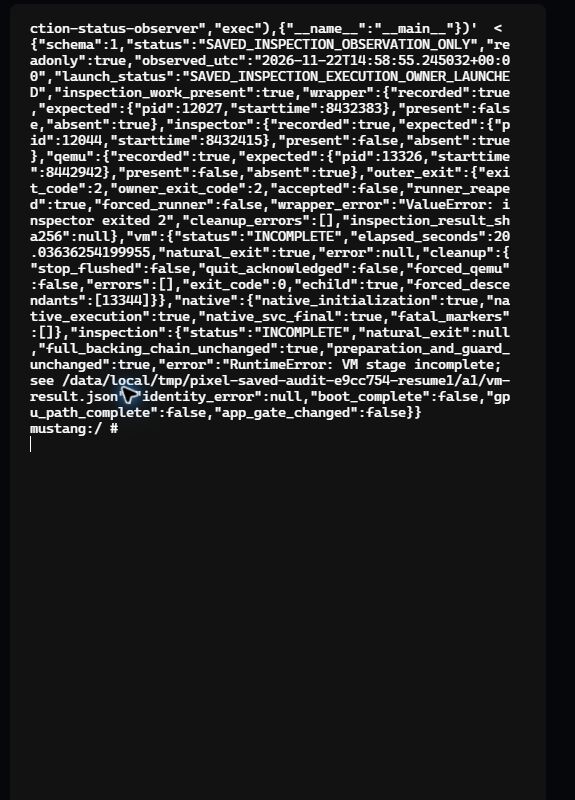 ction-status-observer","exec"),{"__name__":"__main__"})'  <
{"schema":1,"status":"SAVED_INSPECTION_OBSERVATION_ONLY","re
adonly":true,"observed_utc":"2026-11-22T14:58:55.245032+00:0
0","launch_status":"SAVED_INSPECTION_EXECUTION_OWNER_LAUNCHE
D","inspection_work_present":true,"wrapper":{"recorded":true
,"expected":{"pid":12027,"starttime":8432383},"present":fals
e,"absent":true},"inspector":{"recorded":true,"expected":{"p
id":12044,"starttime":8432415},"present":false,"absent":true
},"qemu":{"recorded":true,"expected":{"pid":13326,"starttime
":8442942},"present":false,"absent":true},"outer_exit":{"exi
t_code":2,"owner_exit_code":2,"accepted":false,"runner_reape
d":true,"forced_runner":false,"wrapper_error":"ValueError: i
nspector exited 2","cleanup_errors":[],"inspection_result_sh
a256":null},"vm":{"status":"INCOMPLETE","elapsed_seconds":20
.03636254199955,"natural_exit":true,"error":null,"cleanup":{
"stop_flushed":false,"quit_acknowledged":false,"forced_qemu"
:false,"errors":[],"exit_code":0,"echild":true,"forced_desce
ndants":[13344]}},"native":{"native_initialization":true,"na
tive_execution":true,"native_svc_final":true,"fatal_markers"
:[]},"inspection":{"status":"INCOMPLETE","natural_exit":null
,"full_backing_chain_unchanged":true,"preparation_and_guard_
unchanged":true,"error":"RuntimeError: VM stage incomplete;
see /data/local/tmp/pixel-saved-audit-e9cc754-resume1/a1/vm-
result.json","identity_error":null,"boot_complete":false,"gp
u_path_complete":false,"app_gate_changed":false}}
mustang:/ #